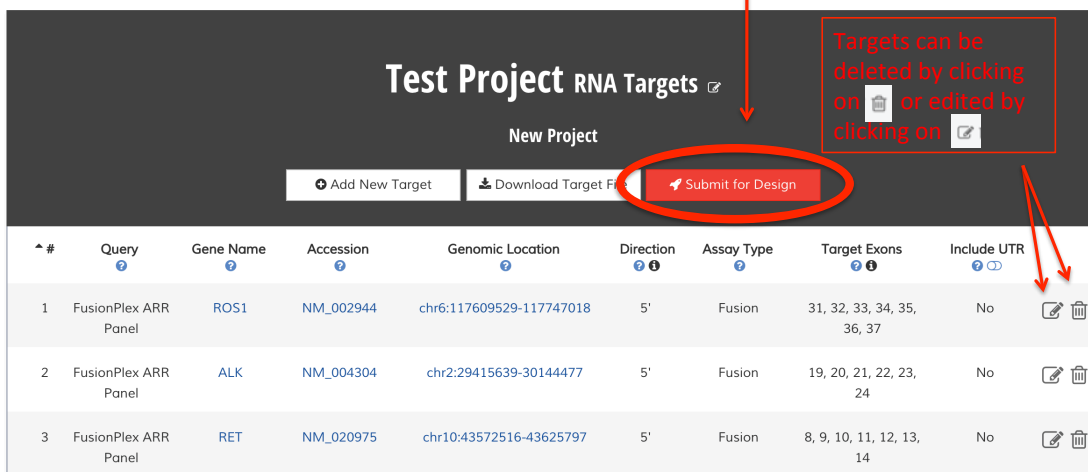 Targets can be
deleted by clicking
on or edited by
clicking on
Test Project RNA Targets
New Project
Add New Target
Download Target File
Submit for Design
# Query Gene Name Accession Genomic Location Direction Assay Type Target Exons Include UTR
1 FusionPlex ARR ROS1 NM_002944 chr6:117609529-117747018 5' Fusion 31, 32, 33, 34, 35, No
Panel 36, 37
2 FusionPlex ARR ALK NM_004304 chr2:29415639-30144477 5' Fusion 19, 20, 21, 22, 23, No
Panel 24
3 FusionPlex ARR RET NM_020975 chr10:43572516-43625797 5' Fusion 8, 9, 10, 11, 12, 13, No
Panel 14